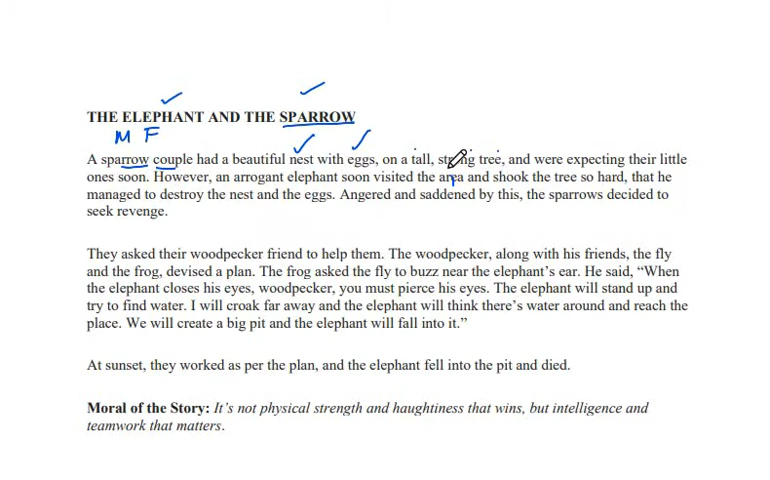 THE ELEPHANT AND THE SPARROW
M F
A sparrow couple had a beautiful nest with eggs, on a tall, tree, and were expecting their little
ones soon. However, an arrogant elephant soon visited the area and shook the tree so hard, that he
managed to destroy the nest and the eggs. Angered and saddened by this, the sparrows decided to
seek revenge.
They asked their woodpecker friend to help them. The woodpecker, along with his friends, the fly
and the frog, devised a plan. The frog asked the fly to buzz near the elephant’s ear. He said, “When
the elephant closes his eyes, woodpecker, you must pierce his eyes. The elephant will stand up and
try to find water. I will croak far away and the elephant will think there’s water around and reach the
place. We will create a big pit and the elephant will fall into it.”
At sunset, they worked as per the plan, and the elephant fell into the pit and died.
Moral of the Story: It’s not physical strength and haughtiness that wins, but intelligence and
teamwork that matters.